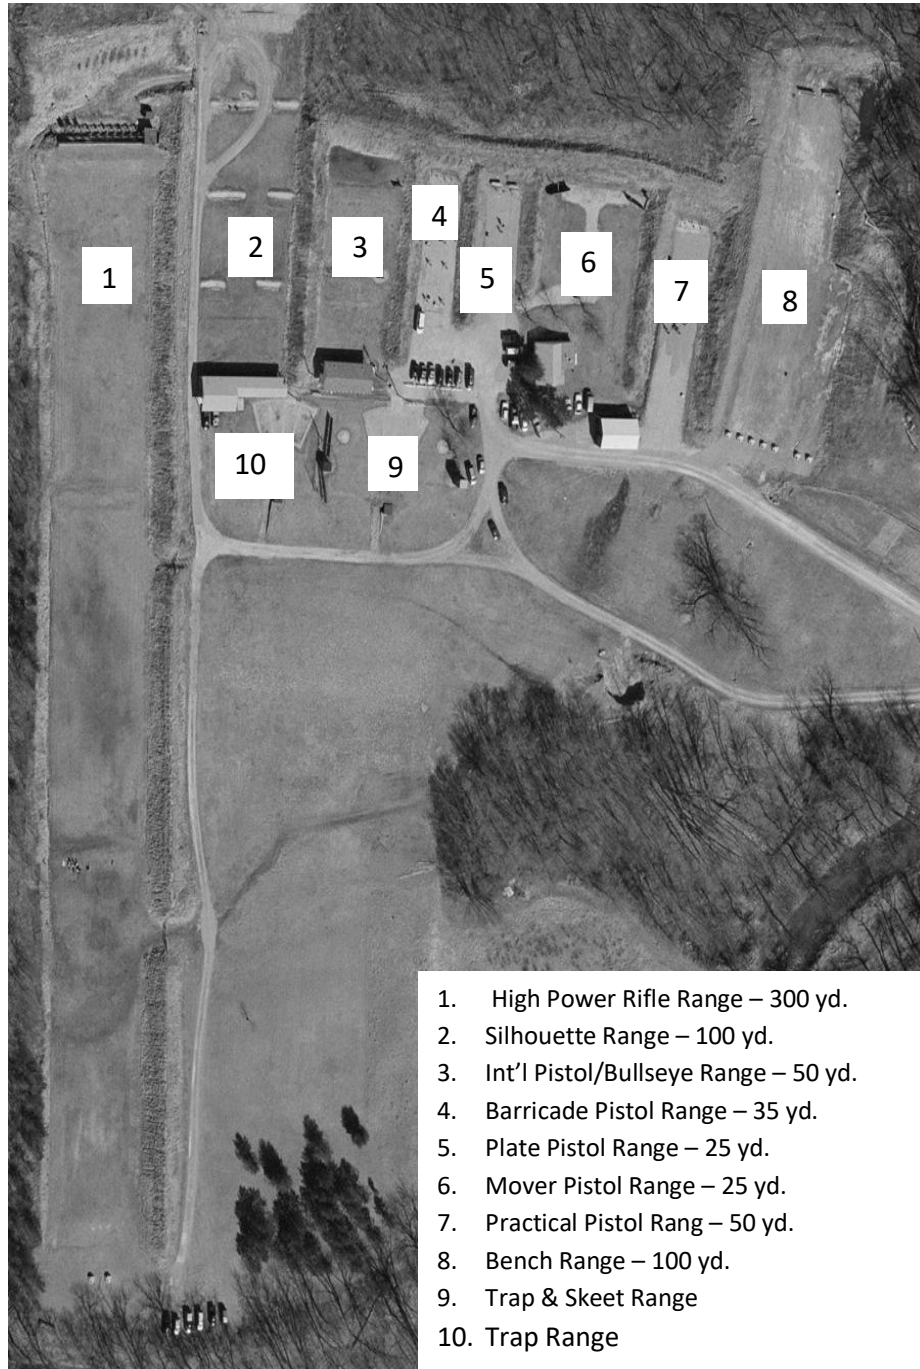 1
2
3
4
5
6
7
8
10
9
1. High Power Rifle Range – 300 yd.
2. Silhouette Range – 100 yd.
3. Int’l Pistol/Bullseye Range – 50 yd.
4. Barricade Pistol Range – 35 yd.
5. Plate Pistol Range – 25 yd.
6. Mover Pistol Range – 25 yd.
7. Practical Pistol Rang – 50 yd.
8. Bench Range – 100 yd.
9. Trap & Skeet Range
10. Trap Range